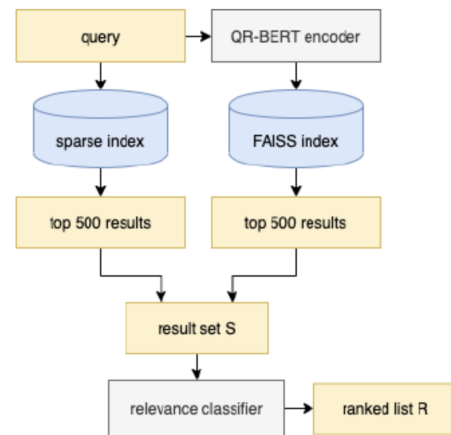 query
QR-BERT encoder
sparse index
FAISS index
top 500 results
top 500 results
result set S
relevance classifier
ranked list R